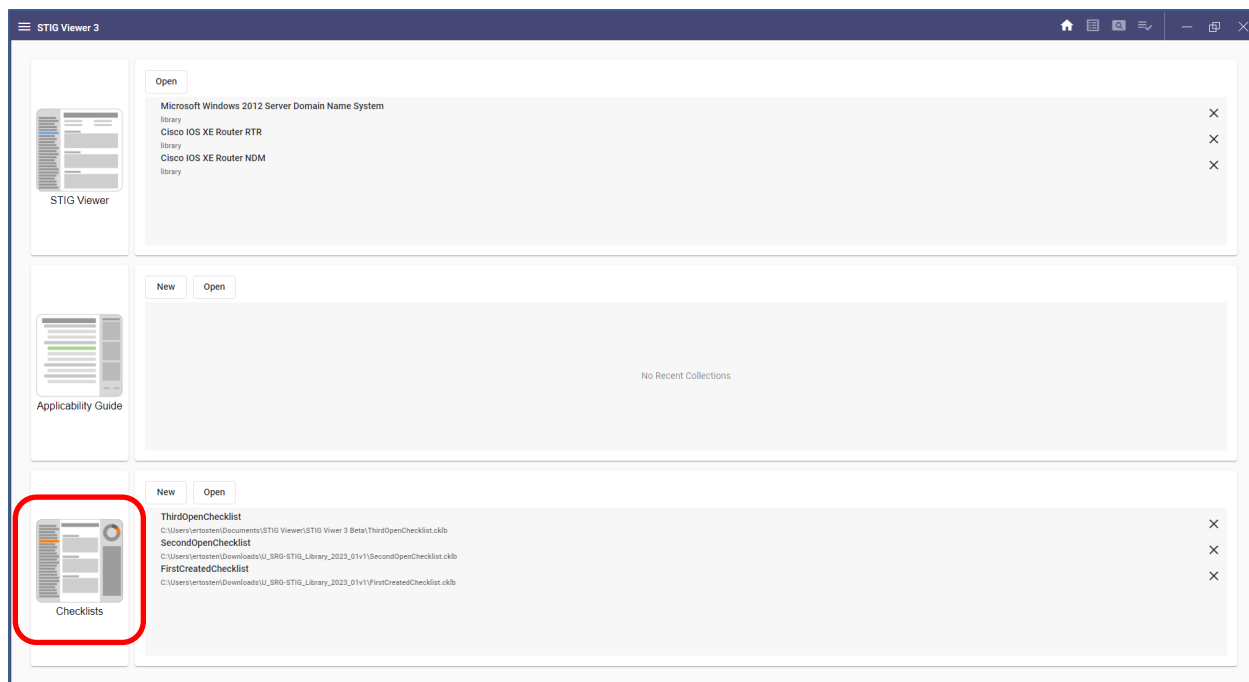 STIG Viewer 3
STIG Viewer
Open
Microsoft Windows 2012 Server Domain Name System
library
Cisco IOS XE Router RTR
library
Cisco IOS XE Router NDM
library
Applicability Guide
New Open
No Recent Collections
Checklists
New Open
ThirdOpenChecklist
C:\Users\ertosten\Documents\STIG Viewer\STIG Viwer 3 Beta\ThirdOpenChecklist.cklb
SecondOpenChecklist
C:\Users\ertosten\Downloads\U_SRG-STIG_Library_2023_01v1\SecondOpenChecklist.cklb
FirstCreatedChecklist
C:\Users\ertosten\Downloads\U_SRG-STIG_Library_2023_01v1\FirstCreatedChecklist.cklb